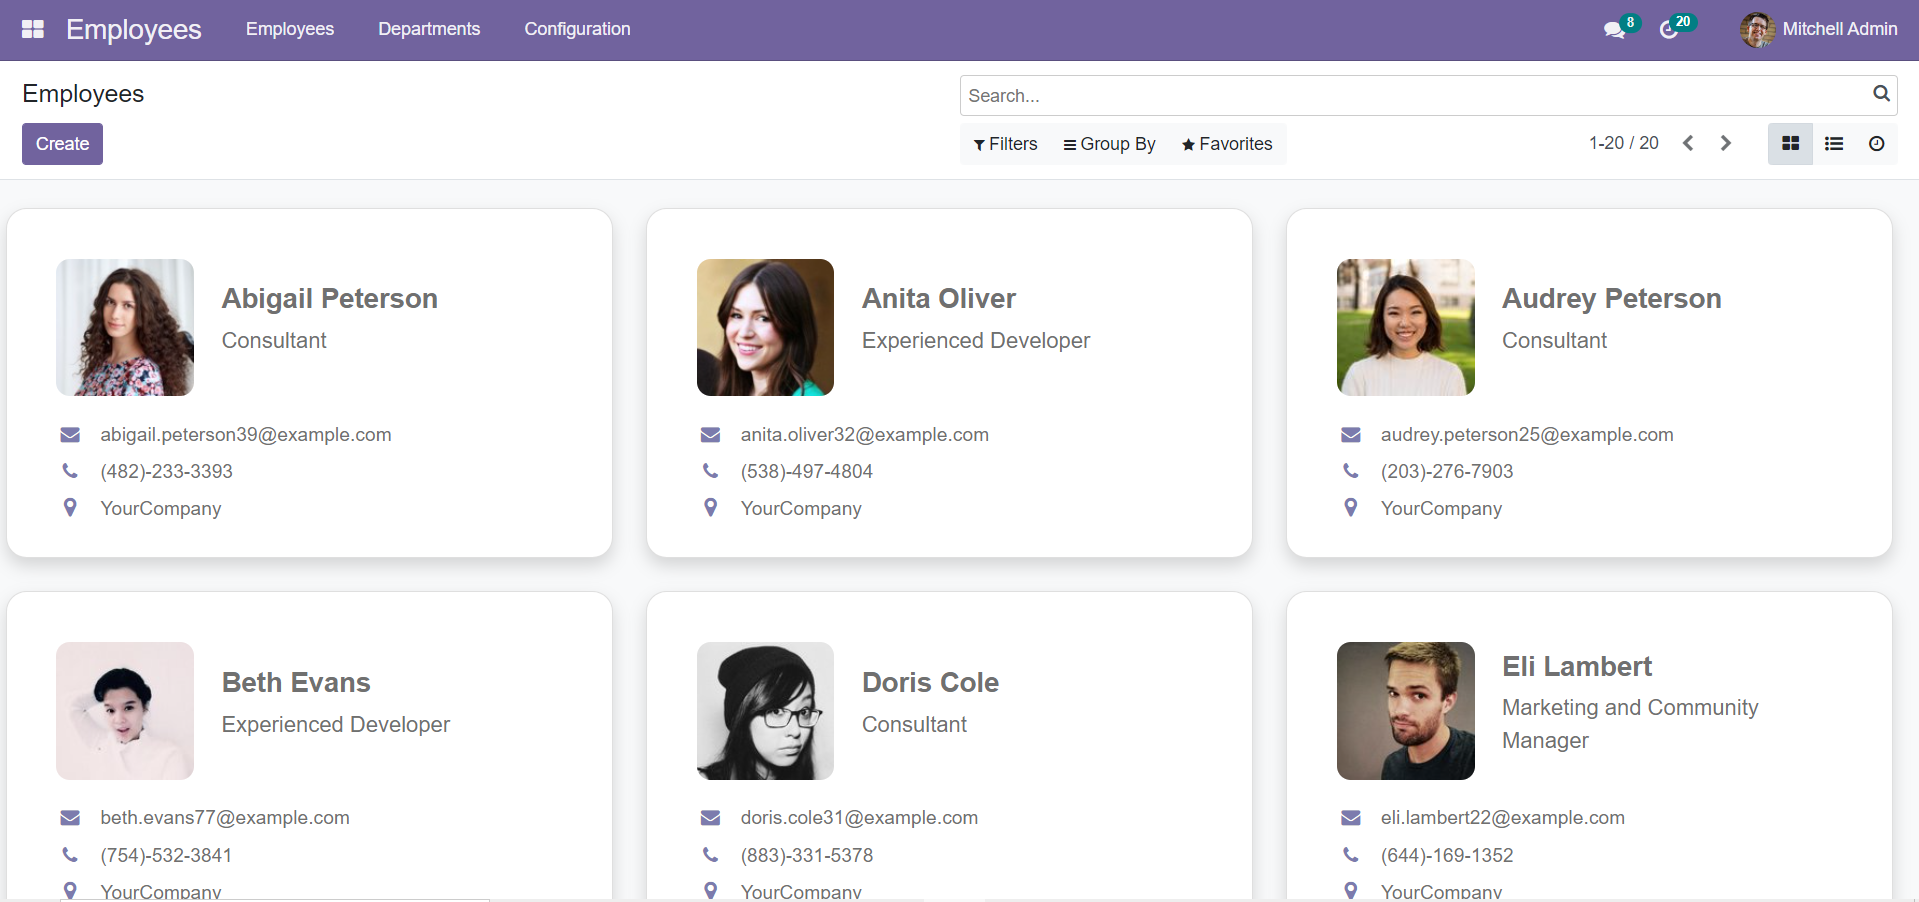 Employees Employees Departments Configuration 8 20 Mitchell Admin
Employees
Search...
Create
Filters Group By Favorites
1-20 / 20
Abigail Peterson
Consultant
abigail.peterson39@example.com
(482)-233-3393
YourCompany
Anita Oliver
Experienced Developer
anita.oliver32@example.com
(538)-497-4804
YourCompany
Audrey Peterson
Consultant
audrey.peterson25@example.com
(203)-276-7903
YourCompany
Beth Evans
Experienced Developer
beth.evans77@example.com
(754)-532-3841
YourCompany
Doris Cole
Consultant
doris.cole31@example.com
(883)-331-5378
YourCompany
Eli Lambert
Marketing and Community
Manager
eli.lambert22@example.com
(644)-169-1352
YourCompany